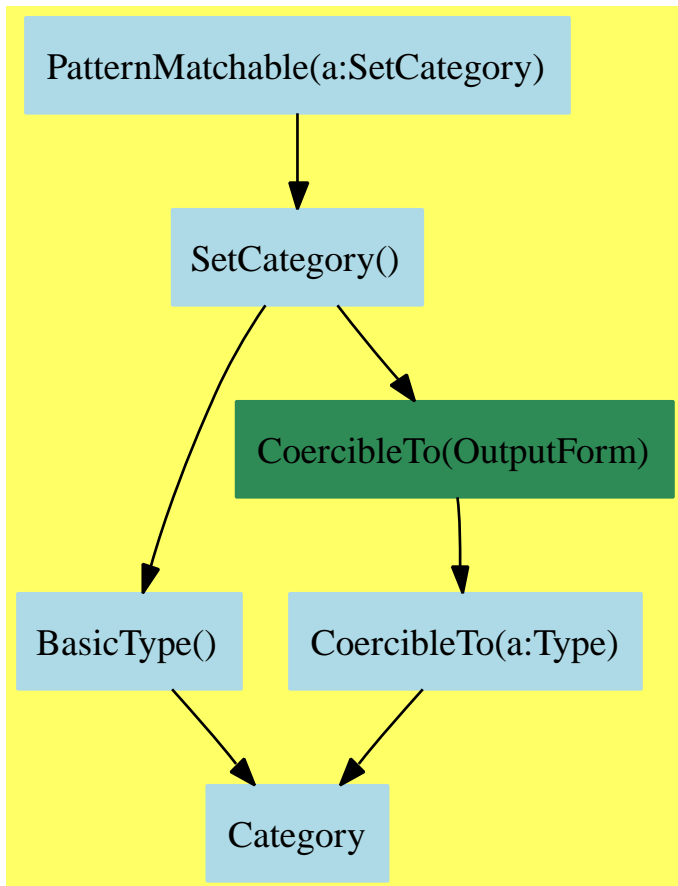 PatternMatchable(a:SetCategory)
SetCategory()
CoercibleTo(OutputForm)
BasicType()
CoercibleTo(a:Type)
Category